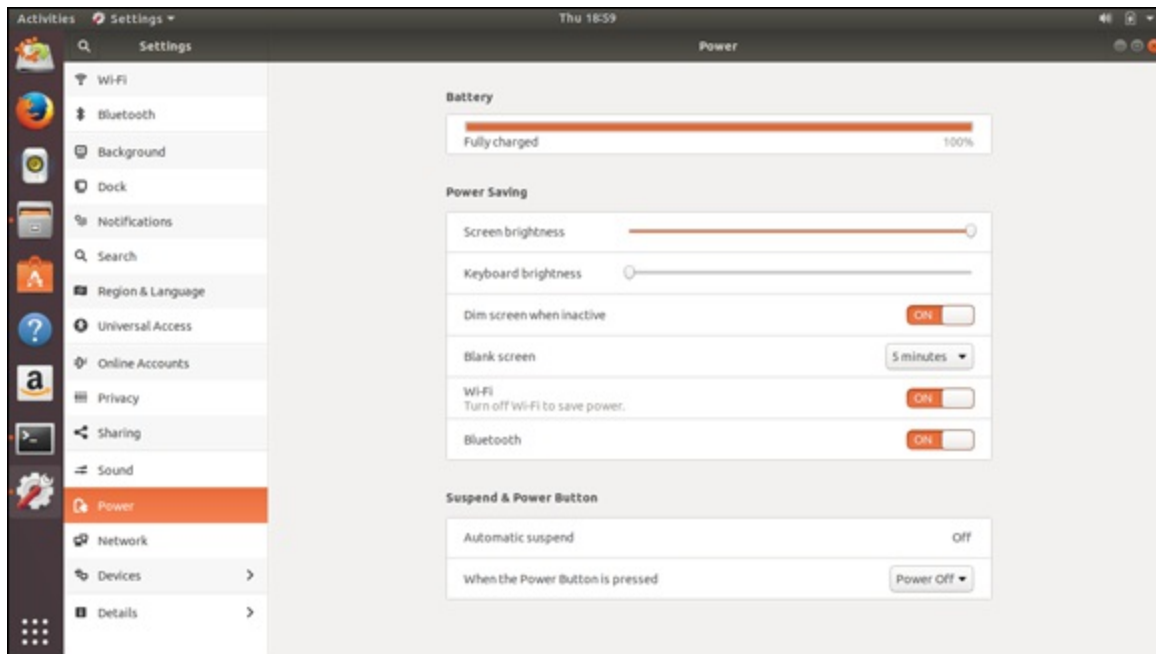 Activities Settings Thu 18:59
Settings Power
Wi-Fi
Bluetooth
Background
Dock
Notifications
Search
Region & Language
Universal Access
Online Accounts
Privacy
Sharing
Sound
Power
Network
Devices
Details
Battery
Fully charged 100%
Power Saving
Screen brightness
Keyboard brightness
Dim screen when inactive ON
Blank screen 5 minutes
Wi-Fi
Turn off Wi-Fi to save power. ON
Bluetooth ON
Suspend & Power Button
Automatic suspend Off
When the Power Button is pressed Power Off